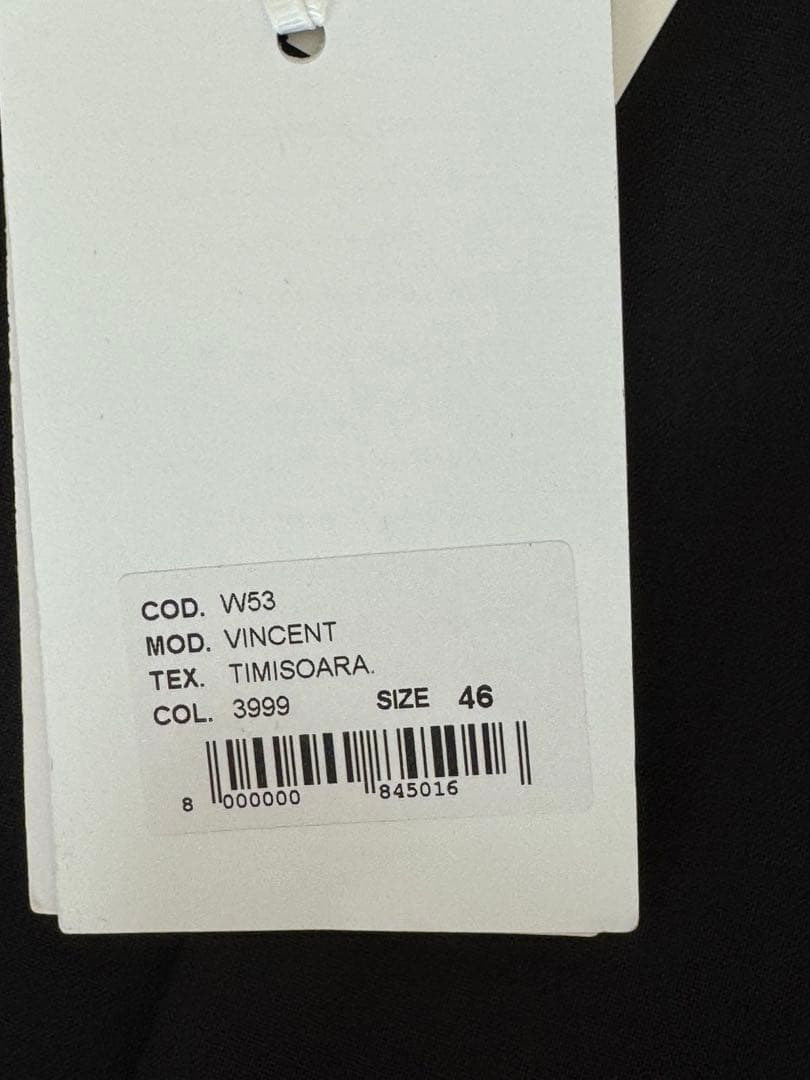 COD. W53
MOD. VINCENT
TEX. TIMISOARA.
COL. 3999 SIZE 46
8 000000 845016